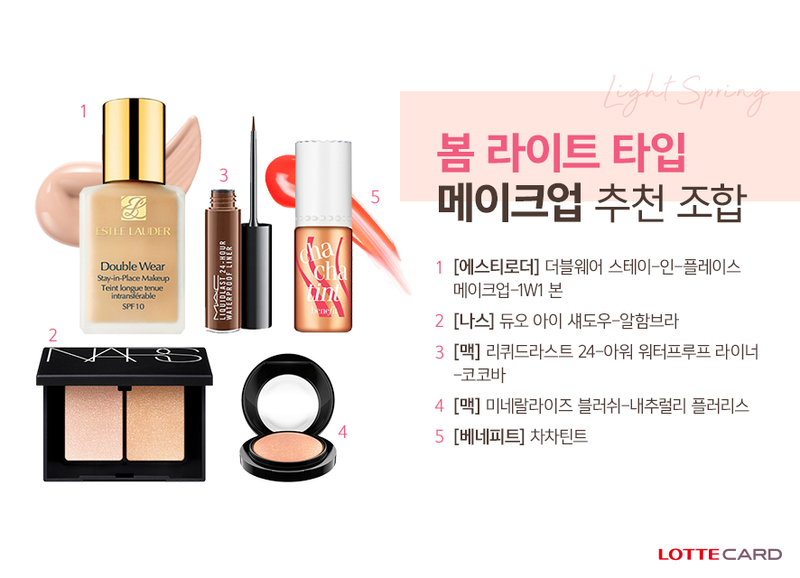 Light Spring
봄 라이트 타입
메이크업 추천 조합
1
ESTEE LAUDER
Double Wear
Stay-in-Place Makeup
Teint longue tenue
intransférable
SPF 10
3
MAC
LIQUIDLAST 24-HOUR
WATERPROOF LINER
5
cha
cha
tint
benefit
2
NARS
4
1 [에스티로더] 더블웨어 스테이-인-플레이스
메이크업-1W1 본
2 [나스] 듀오 아이 섀도우-알함브라
3 [맥] 리퀴드라스트 24-아워 워터프루프 라이너
-코코바
4 [맥] 미네랄라이즈 블러쉬-내추럴리 플러리스
5 [베네피트] 차차틴트
LOTTE CARD